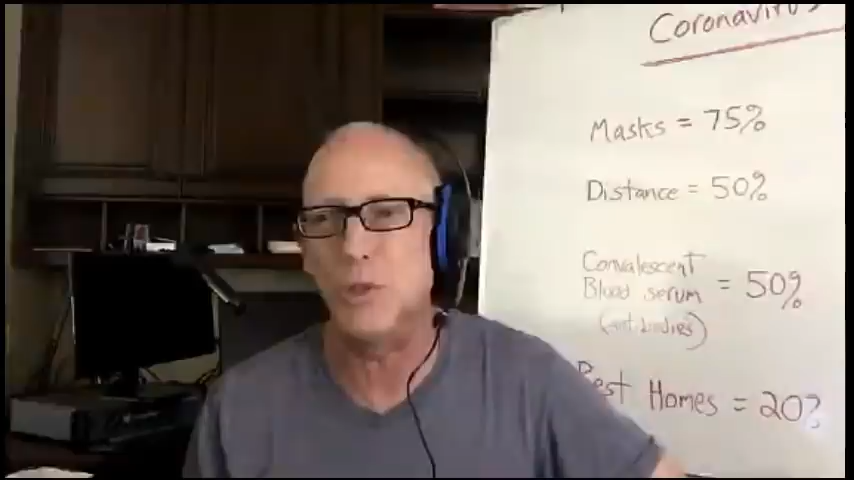 Coronavirus
Masks = 75%
Distance = 50%
Convalescent
Blood serum = 50%
(antibodies)
Rest Homes = 20?